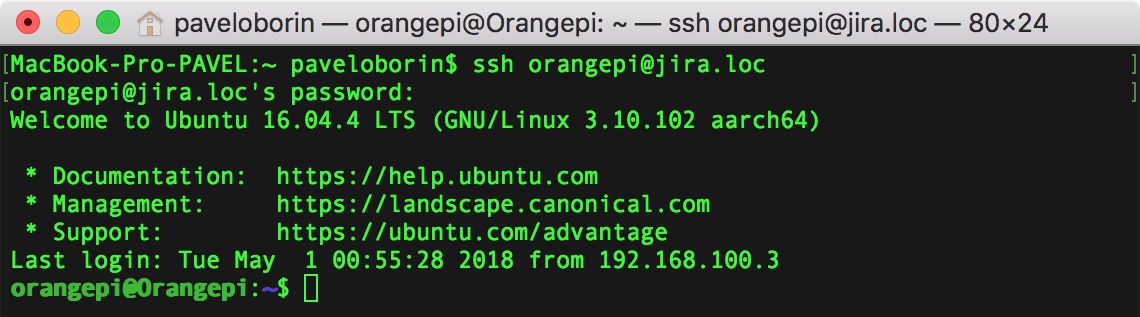 paveloborin — orangepi@Orangepi: ~ — ssh orangepi@jira.loc — 80×24
[MacBook-Pro-PAVEL:~ paveloborin$ ssh orangepi@jira.loc ]
[orangepi@jira.loc's password: ]
Welcome to Ubuntu 16.04.4 LTS (GNU/Linux 3.10.102 aarch64)
* Documentation: https://help.ubuntu.com
* Management: https://landscape.canonical.com
* Support: https://ubuntu.com/advantage
Last login: Tue May 1 00:55:28 2018 from 192.168.100.3
orangepi@Orangepi:~$